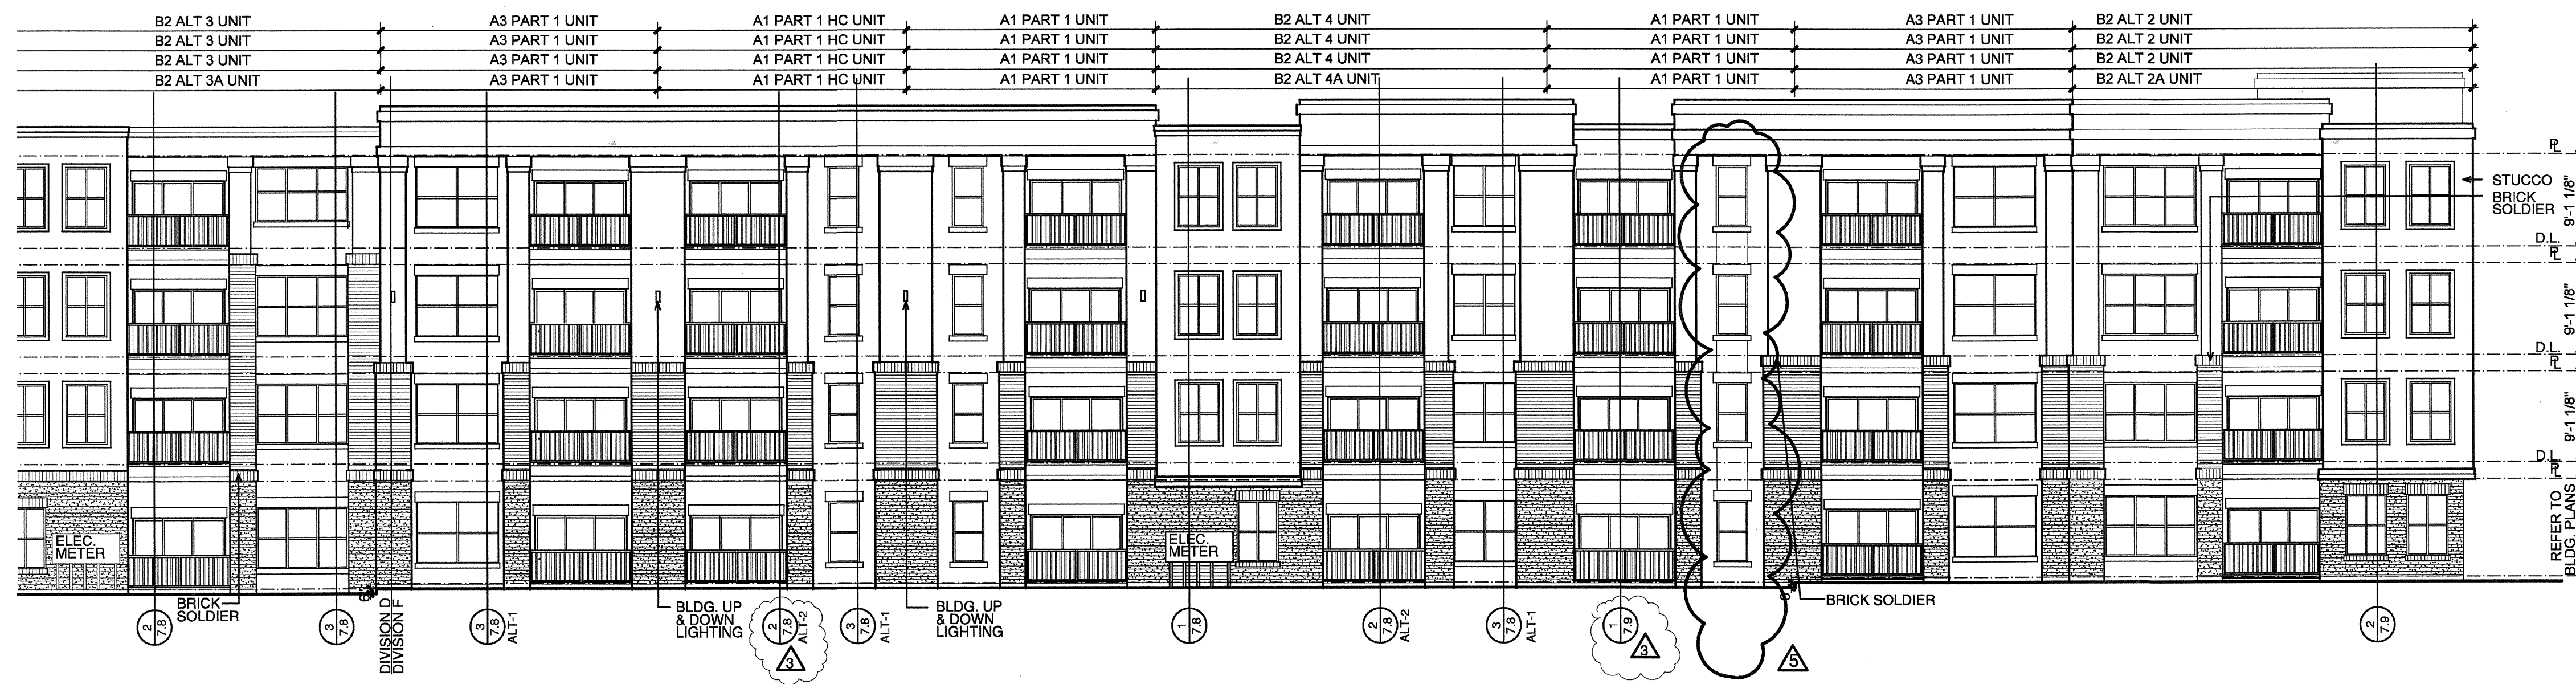 B2 ALT 3 UNIT A3 PART 1 UNIT A1 PART 1 HC UNIT A1 PART 1 UNIT B2 ALT 4 UNIT A1 PART 1 UNIT A3 PART 1 UNIT B2 ALT 2 UNIT
B2 ALT 3 UNIT A3 PART 1 UNIT A1 PART 1 HC UNIT A1 PART 1 UNIT B2 ALT 4 UNIT A1 PART 1 UNIT A3 PART 1 UNIT B2 ALT 2 UNIT
B2 ALT 3 UNIT A3 PART 1 UNIT A1 PART 1 HC UNIT A1 PART 1 UNIT B2 ALT 4 UNIT A1 PART 1 UNIT A3 PART 1 UNIT B2 ALT 2 UNIT
B2 ALT 3A UNIT A3 PART 1 UNIT A1 PART 1 HC UNIT A1 PART 1 UNIT B2 ALT 4A UNIT A1 PART 1 UNIT A3 PART 1 UNIT B2 ALT 2A UNIT
PL
STUCCO
BRICK
SOLDIER
9'-1 1/8"
D.L.
PL
9'-1 1/8"
D.L.
PL
9'-1 1/8"
D.L.
PL
REFER TO
BLDG. PLANS
ELEC.
METER
ELEC.
METER
BRICK
SOLDIER
DIVISION D
DIVISION F
BLDG. UP
& DOWN
LIGHTING
BLDG. UP
& DOWN
LIGHTING
BRICK SOLDIER
2
7.8
3
7.8
3
7.8
ALT-1
2
7.8
ALT-2
3
3
7.8
ALT-1
1
7.8
2
7.8
ALT-2
3
7.8
ALT-1
1
7.9
3
5
2
7.9